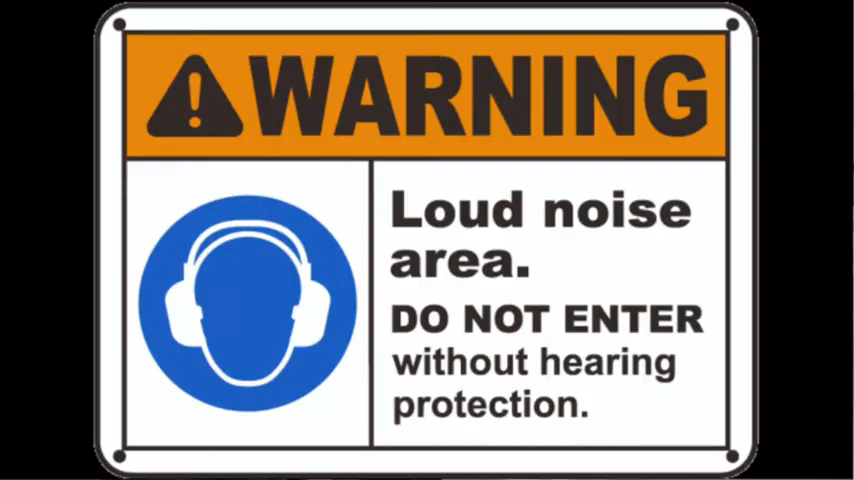 WARNING
Loud noise
area.
DO NOT ENTER
without hearing
protection.